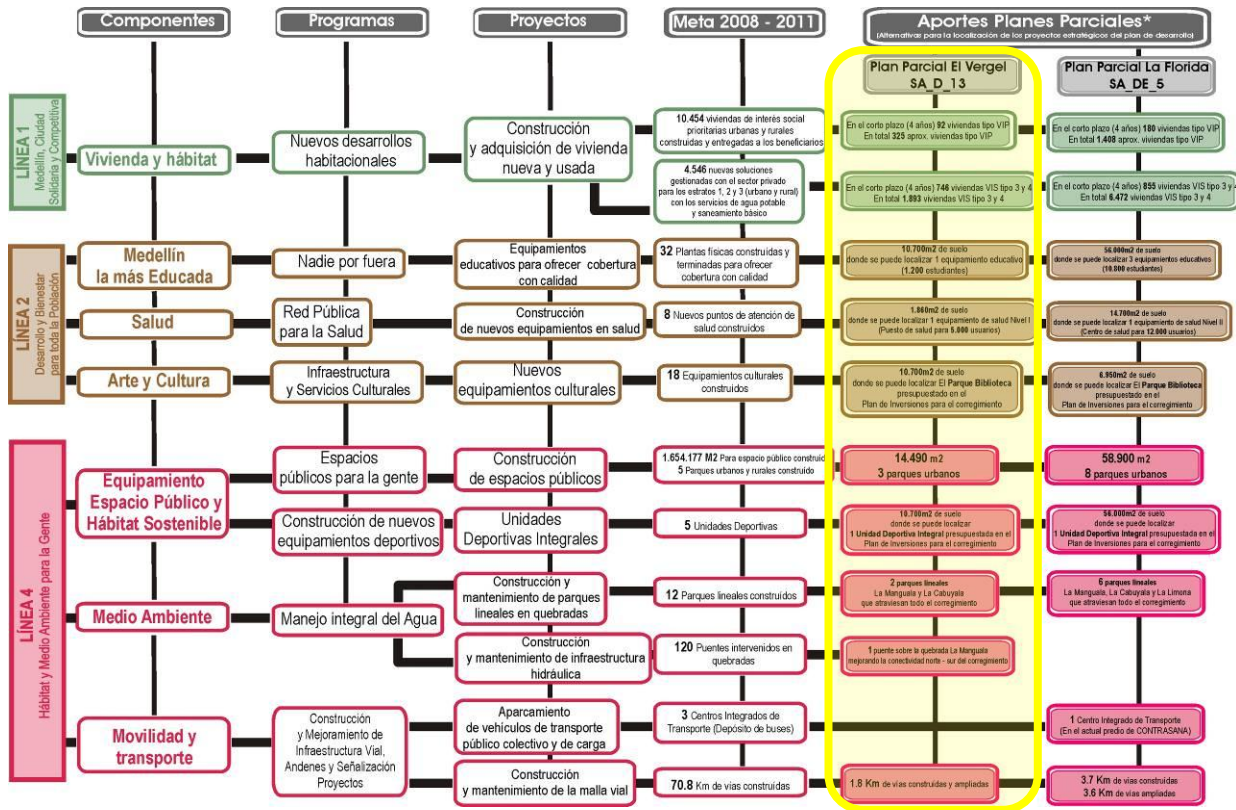 Componentes
Programas
Proyectos
Meta 2008 - 2011
Aportes Planes Parciales*
(Alternativas para la localización de los proyectos estratégicos del plan de desarrollo)
Plan Parcial El Vergel
SA_D_13
Plan Parcial La Florida
SA_DE_5
LÍNEA 1
Medellín, Ciudad
Solidaria y Competitiva
Vivienda y hábitat
Nuevos desarrollos
habitacionales
Construcción
y adquisición de vivienda
nueva y usada
10.454 viviendas de interés social
prioritarias urbanas y rurales
construidas y entregadas a los beneficiarios
En el corto plazo (4 años) 92 viviendas tipo VIP
En total 325 aprox. viviendas tipo VIP
En el corto plazo (4 años) 180 viviendas tipo VIP
En total 1.408 aprox. viviendas tipo VIP
4.546 nuevas soluciones
gestionadas con el sector privado
para los estratos 1, 2 y 3 (urbano y rural)
con los servicios de agua potable
y saneamiento básico
En el corto plazo (4 años) 746 viviendas VIS tipo 3 y 4
En total 1.893 viviendas VIS tipo 3 y 4
En el corto plazo (4 años) 855 viviendas VIS tipo 3 y 4
En total 6.472 viviendas VIS tipo 3 y 4
LÍNEA 2
Desarrollo y Bienestar
para toda la Población
Medellín
la más Educada
Nadie por fuera
Equipamientos
educativos para ofrecer cobertura
con calidad
32 Plantas físicas construidas y
terminadas para ofrecer
cobertura con calidad
10.700m2 de suelo
donde se puede localizar 1 equipamiento educativo
(1.200 estudiantes)
56.000m2 de suelo
donde se puede localizar 3 equipamientos educativos
(10.800 estudiantes)
Salud
Red Pública
para la Salud
Construcción
de nuevos equipamientos en salud
8 Nuevos puntos de atención de
salud construidos
1.860m2 de suelo
donde se puede localizar 1 equipamiento de salud Nivel I
(Puesto de salud para 5.000 usuarios)
14.700m2 de suelo
donde se puede localizar 1 equipamiento de salud Nivel II
(Centro de salud para 12.000 usuarios)
Arte y Cultura
Infraestructura
y Servicios Culturales
Nuevos
equipamientos culturales
18 Equipamientos culturales
construidos
10.700m2 de suelo
donde se puede localizar El Parque Biblioteca
presupuestado en el
Plan de Inversiones para el corregimiento
6.950m2 de suelo
donde se puede localizar El Parque Biblioteca
presupuestado en el
Plan de Inversiones para el corregimiento
LÍNEA 4
Hábitat y Medio Ambiente para la Gente
Equipamiento
Espacio Público y
Hábitat Sostenible
Espacios
públicos para la gente
Construcción
de espacios públicos
1.654.177 M2 Para espacio público construido
5 Parques urbanos y rurales construido
14.490 m2
3 parques urbanos
58.900 m2
8 parques urbanos
Construcción de nuevos
equipamientos deportivos
Unidades
Deportivas Integrales
5 Unidades Deportivas
10.700m2 de suelo
donde se puede localizar
1 Unidad Deportiva Integral presupuestada en el
Plan de Inversiones para el corregimiento
56.000m2 de suelo
donde se puede localizar
1 Unidad Deportiva Integral presupuestada en el
Plan de Inversiones para el corregimiento
Medio Ambiente
Manejo integral del Agua
Construcción y
mantenimiento de parques
lineales en quebradas
12 Parques lineales construidos
2 parques lineales
La Manguala y La Cabuyala
que atraviesan todo el corregimiento
6 parques lineales
La Manguala, La Cabuyala y La Limona
que atraviesan todo el corregimiento
Construcción
y mantenimiento de infraestructura
hidráulica
120 Puentes intervenidos en
quebradas
1 puente sobre la quebrada La Manguala
mejorando la conectividad norte - sur del corregimiento
Movilidad y
transporte
Construcción
y Mejoramiento de
Infraestructura Vial,
Andenes y Señalización
Proyectos
Aparcamiento
de vehículos de transporte
público colectivo y de carga
3 Centros Integrados de
Transporte (Depósito de buses)
1 Centro Integrado de Transporte
(En el actual predio de CONTRASANA)
Construcción
y mantenimiento de la malla vial
70.8 Km de vías construídas
1.8 Km de vías construidas y ampliadas
3.7 Km de vías construidas
3.6 Km de vías ampliadas